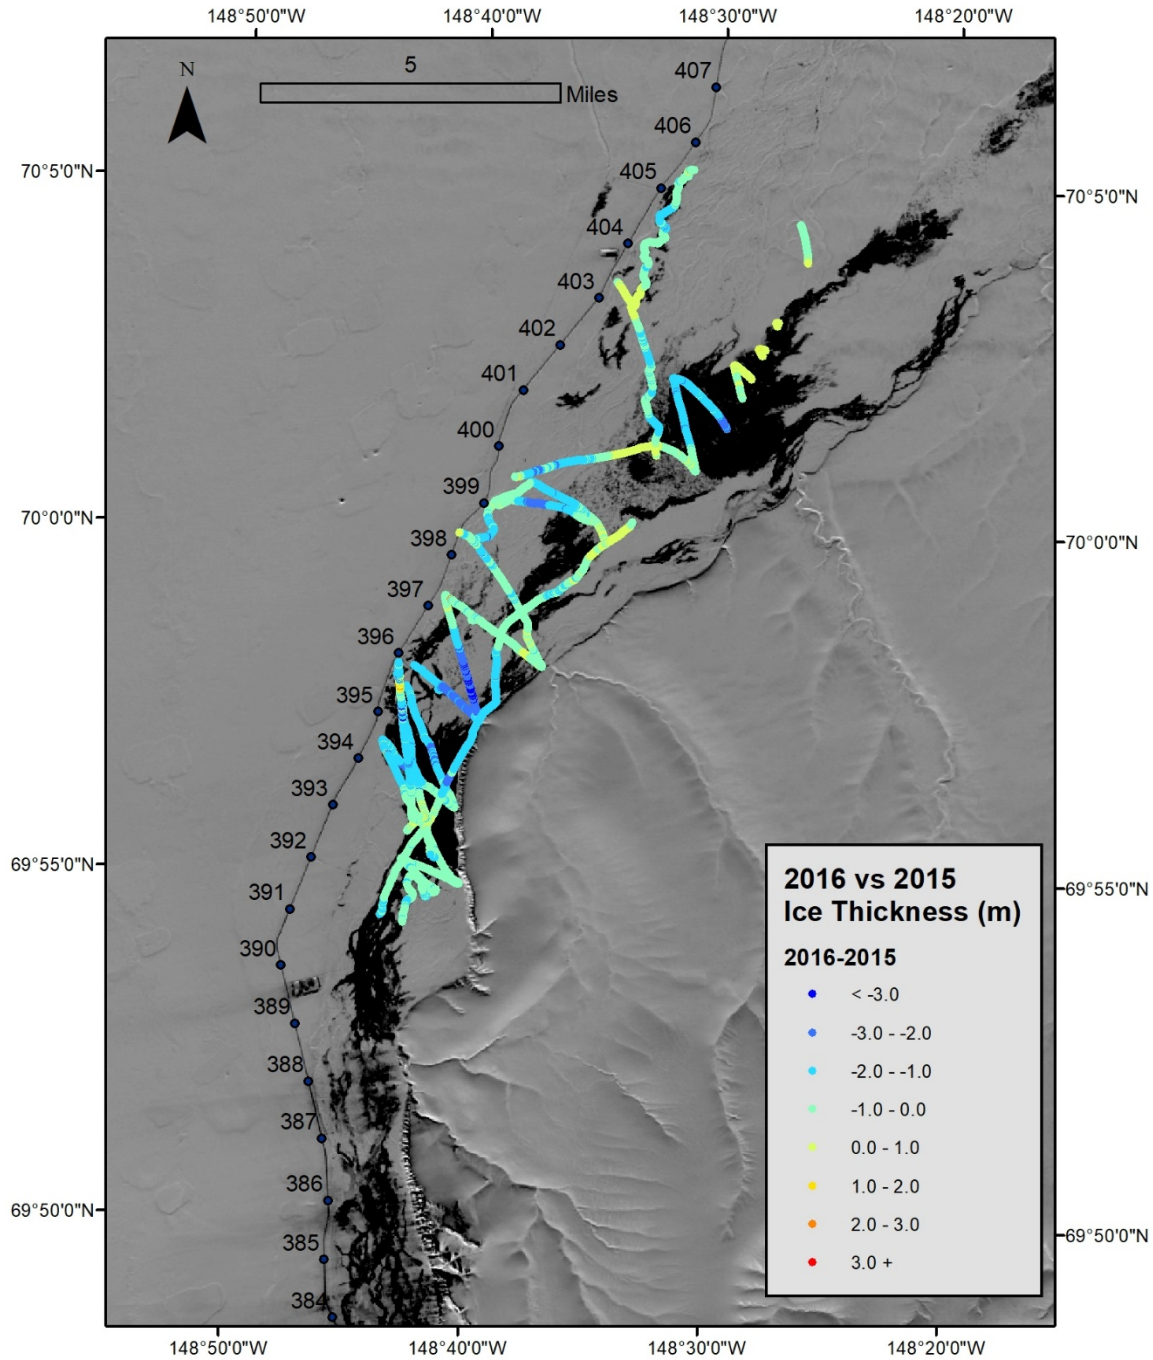 148°50'0"W 148°40'0"W 148°30'0"W 148°20'0"W
N
5
Miles
407
406
70°5'0"N
405
70°5'0"N
404
403
402
401
400
399
70°0'0"N
398
70°0'0"N
397
396
395
394
393
392
69°55'0"N
391
69°55'0"N
390
389
388
387
386
69°50'0"N
385
69°50'0"N
384
2016 vs 2015
Ice Thickness (m)
2016-2015
< -3.0
-3.0 - -2.0
-2.0 - -1.0
-1.0 - 0.0
0.0 - 1.0
1.0 - 2.0
2.0 - 3.0
3.0 +
148°50'0"W 148°40'0"W 148°30'0"W 148°20'0"W